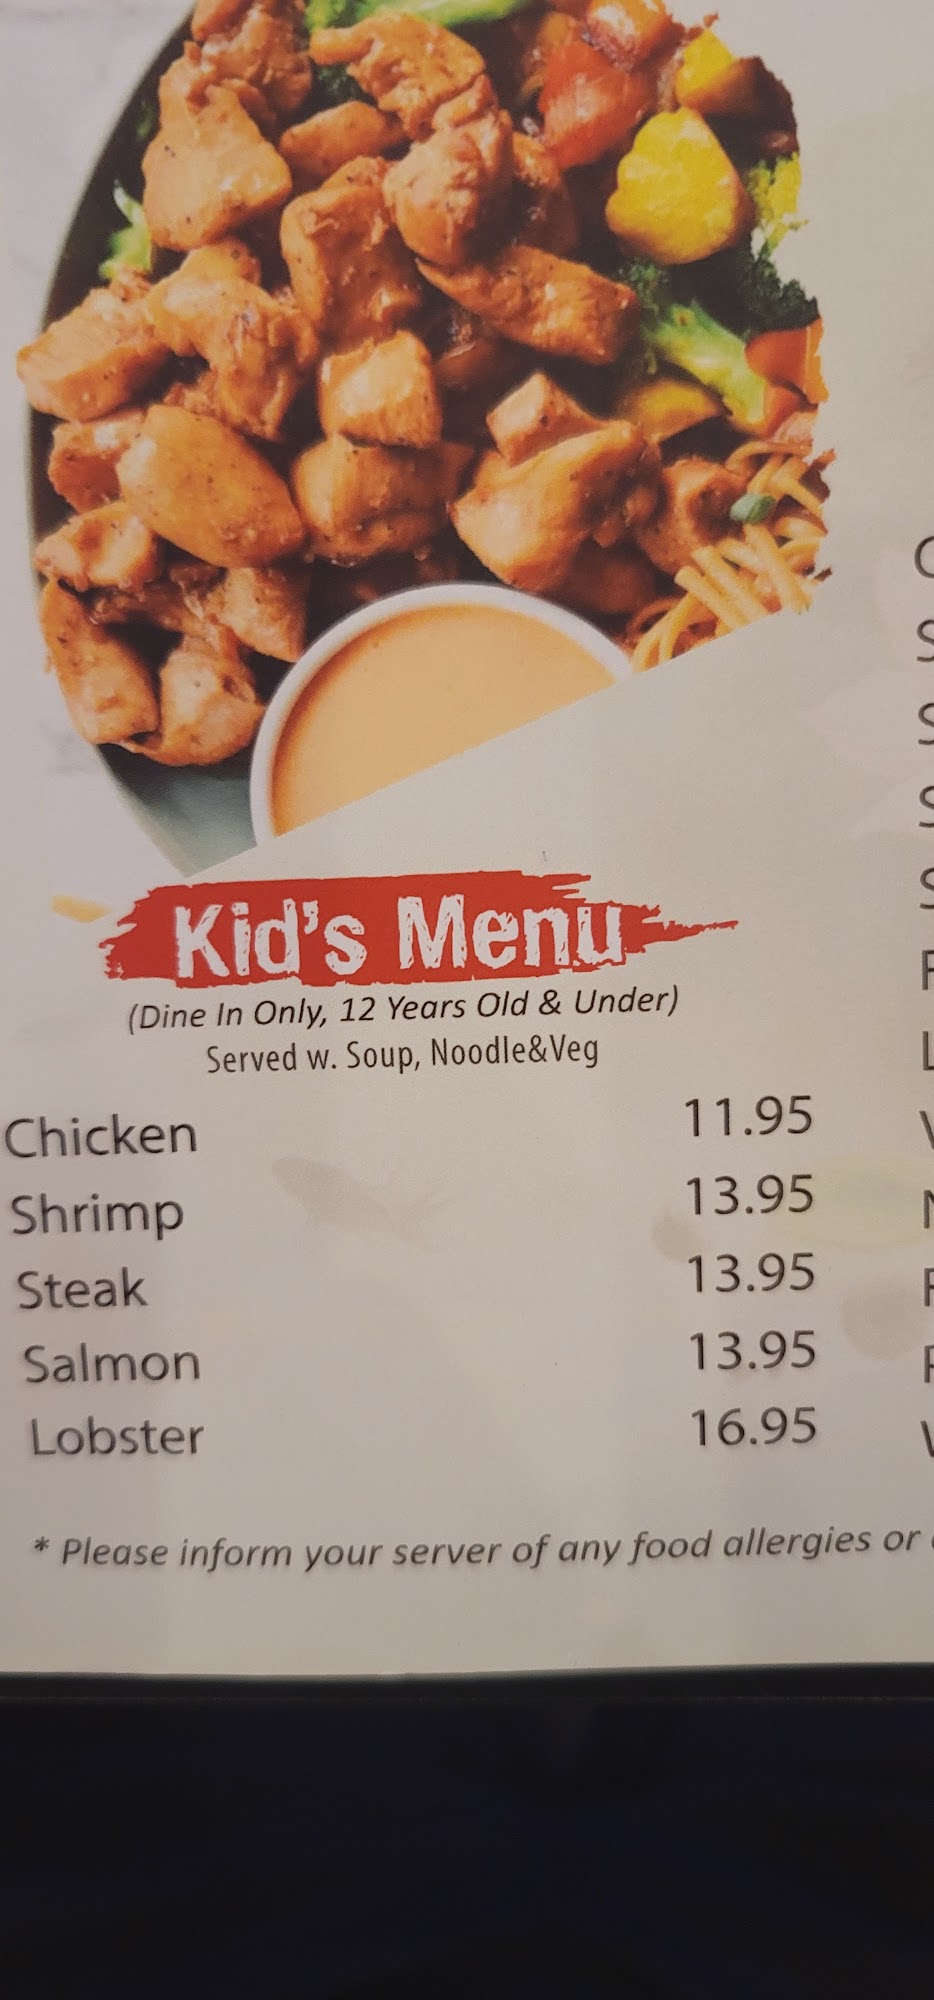 Kid's Menu
(Dine In Only, 12 Years Old & Under)
Served w. Soup, Noodle&Veg
Chicken 11.95
Shrimp 13.95
Steak 13.95
Salmon 13.95
Lobster 16.95
* Please inform your server of any food allergies or